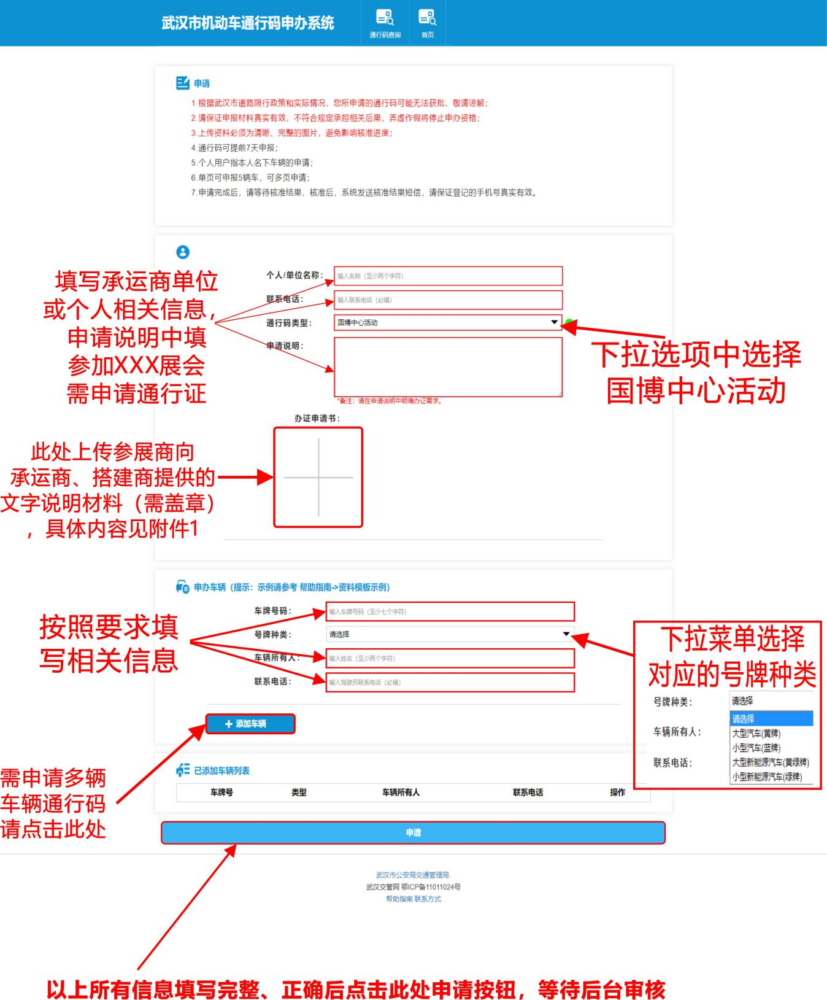 武汉市机动车通行码申办系统
通行码查询
首页
申请
1.根据武汉市道路限行政策和实际情况，您所申请的通行码可能无法获批，敬请谅解；
2.请保证申报材料真实有效，不符合规定承担相关后果，弄虚作假将停止申办资格；
3.上传资料必须为清晰、完整的图片，避免影响核准进度；
4.通行码可提前7天申报；
5.个人用户指本人名下车辆的申请；
6.单页可申报5辆车，可多页申请；
7.申请完成后，请等待核准结果，核准后，系统发送核准结果短信，请保证登记的手机号真实有效。
填写承运商单位
或个人相关信息，
申请说明中填
参加XXX展会
需申请通行证
个人/单位名称：
输入名称（至少两个字符）
联系电话：
输入联系电话（必填）
通行码类型：
国博中心活动
申请说明：
*备注：请在申请说明中明确办证需求。
下拉选项中选择
国博中心活动
办证申请书：
此处上传参展商向
承运商、搭建商提供的
文字说明材料（需盖章）
，具体内容见附件1
申办车辆（提示：示例请参考 帮助指南->资料模板示例）
按照要求填
写相关信息
车牌号码：
输入车牌号码（至少七个字符）
号牌种类：
请选择
车辆所有人：
输入姓名（至少两个字符）
联系电话：
输入驾驶员联系电话（必填）
下拉菜单选择
对应的号牌种类
号牌种类：
请选择
请选择
车辆所有人：
大型汽车(黄牌)
小型汽车(蓝牌)
联系电话：
大型新能源汽车(黄绿牌)
小型新能源汽车(绿牌)
添加车辆
需申请多辆
车辆通行码
请点击此处
已添加车辆列表
车牌号 类型 车辆所有人 联系电话 操作
申请
武汉市公安局交通管理局.
武汉交管网 鄂ICP备11011024号
帮助指南 联系方式
以上所有信息填写完整、正确后点击此处申请按钮，等待后台审核